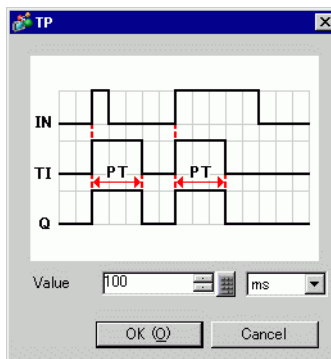 TP
IN
TI
PT
PT
Q
Value 100 ms
OK (O) Cancel